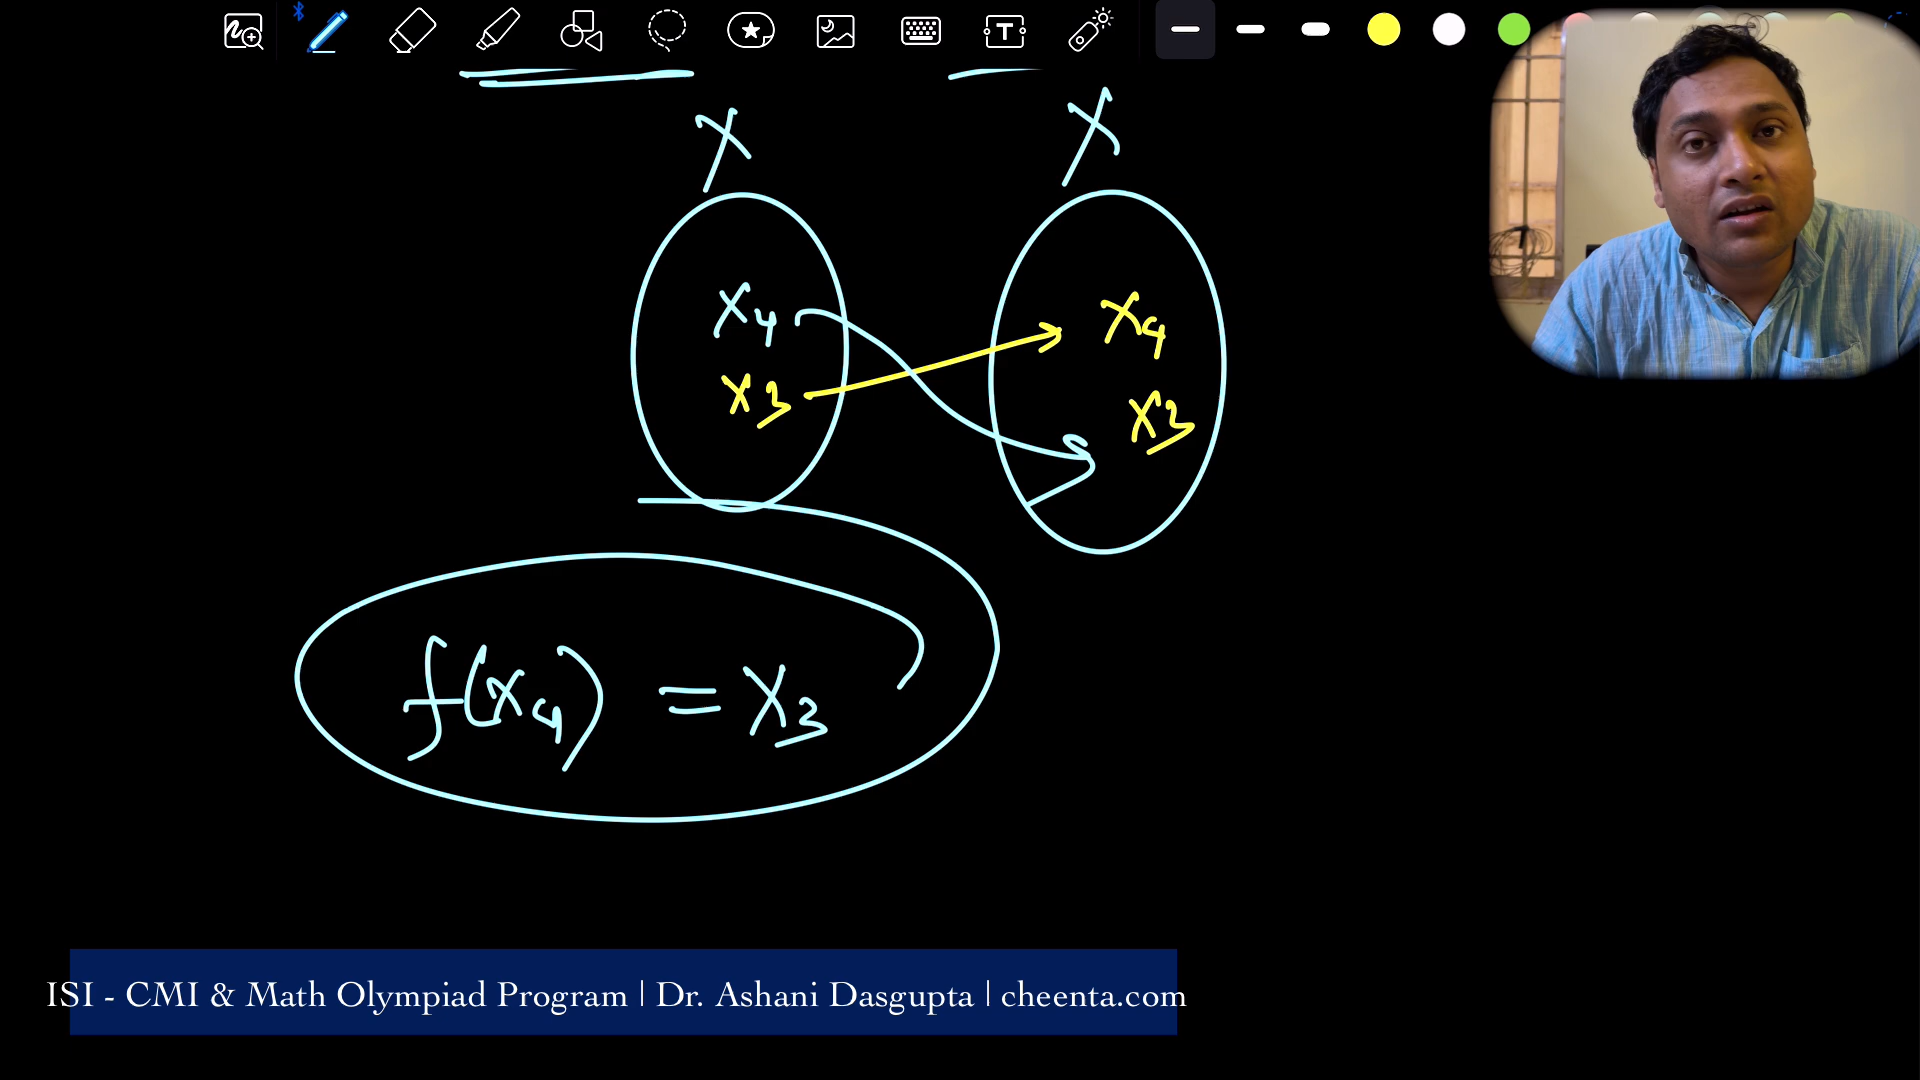 T
X X
x4 x4
x3 x3
f(x4) = x3
ISI - CMI & Math Olympiad Program | Dr. Ashani Dasgupta | cheenta.com